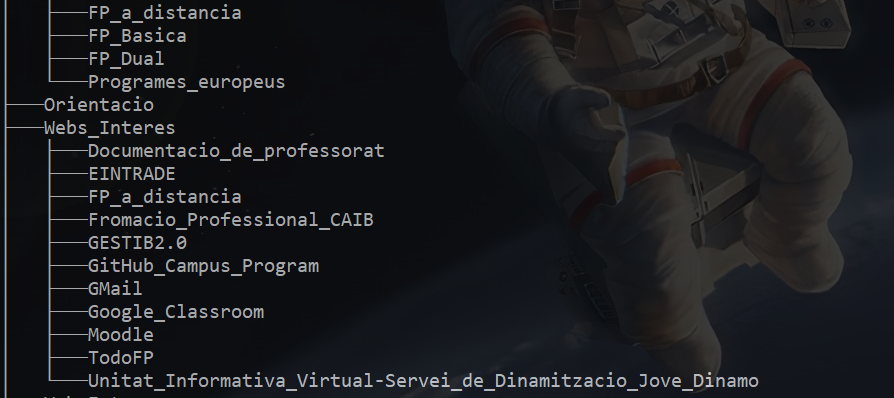 FP_a_distancia
FP_Basica
FP_Dual
Programes_europeus
Orientacio
Webs_Interes
Documentacio_de_professorat
EINTRADE
FP_a_distancia
Fromacio_Professional_CAIB
GESTIB2.0
GitHub_Campus_Program
GMail
Google_Classroom
Moodle
TodoFP
Unitat_Informativa_Virtual-Servei_de_Dinamitzacio_Jove_Dinamo